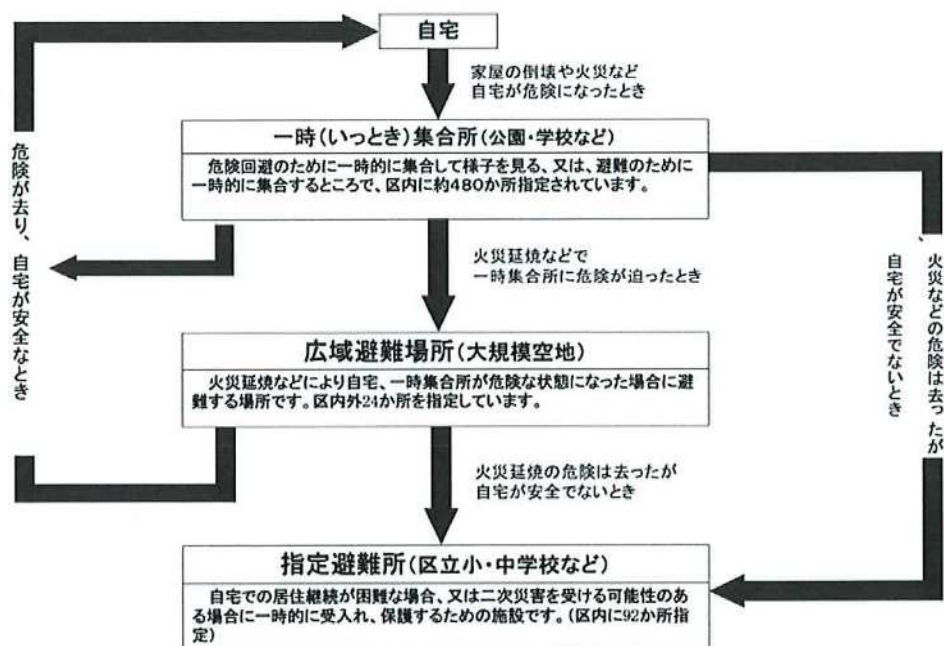 自宅
家屋の倒壊や火災など
自宅が危険になったとき
一時(いっとき)集合所(公園・学校など)
危険回避のために一時的に集合して様子を見る、又は、避難のために
一時的に集合するところで、区内に約480か所指定されています。
火災延焼などで
一時集合所に危険が迫ったとき
広域避難場所(大規模空地)
火災延焼などにより自宅、一時集合所が危険な状態になった場合に避
難する場所です。区内外24か所を指定しています。
火災延焼の危険は去ったが
自宅が安全でないとき
指定避難所(区立小・中学校など)
自宅での居住継続が困難な場合、又は二次災害を受ける可能性のあ
る場合に一時的に受入れ、保護するための施設です。(区内に92か所指
定)
危険が去り、自宅が安全なとき
、火災などの危険は去ったが
自宅が安全でないとき